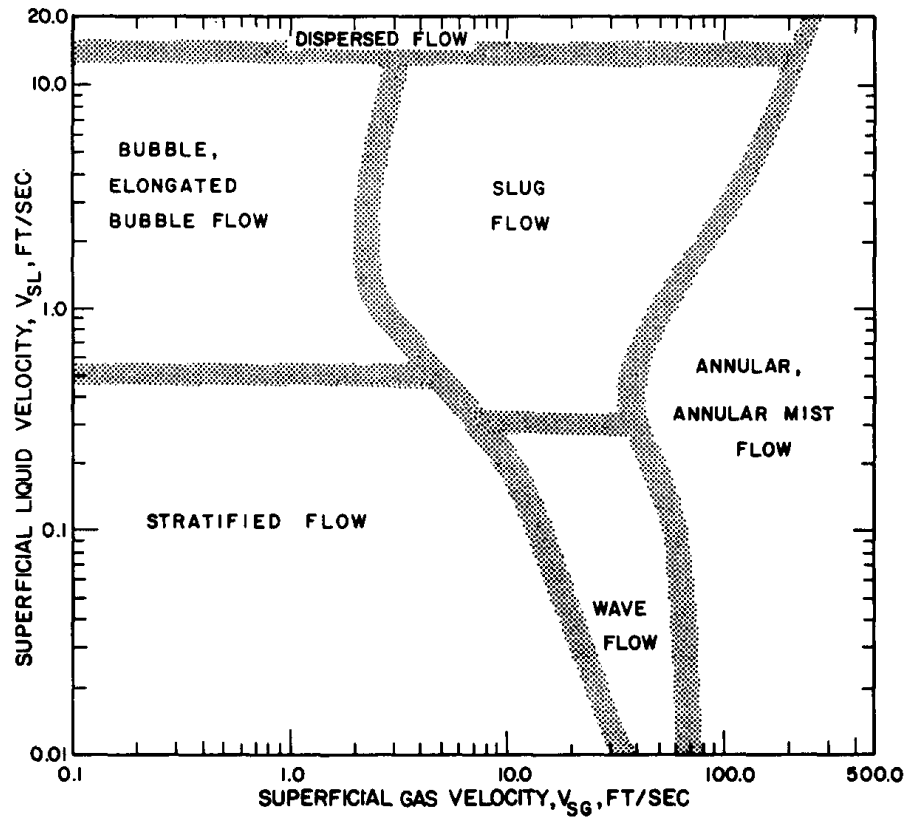 20.0
10.0
1.0
0.1
0.01
SUPERFICIAL LIQUID VELOCITY, VSL, FT/SEC
DISPERSED FLOW
BUBBLE,
ELONGATED
BUBBLE FLOW
SLUG
FLOW
ANNULAR,
ANNULAR MIST
FLOW
STRATIFIED FLOW
WAVE
FLOW
0.1
1.0
10.0
100.0
500.0
SUPERFICIAL GAS VELOCITY, VSG, FT/SEC